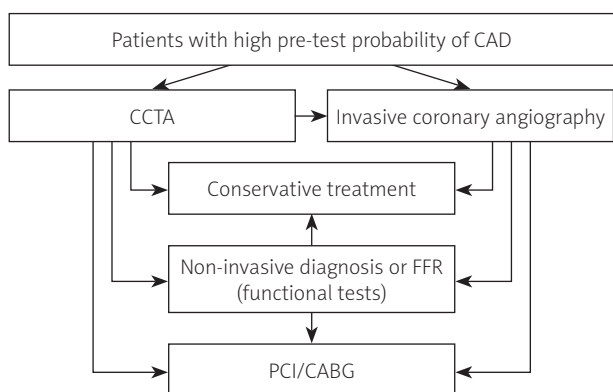 Patients with high pre-test probability of CAD
CCTA
Invasive coronary angiography
Conservative treatment
Non-invasive diagnosis or FFR
(functional tests)
PCI/CABG